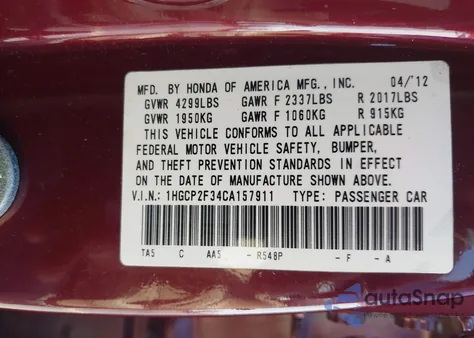 MFD. BY HONDA OF AMERICA MFG., INC. 04/'12
GVWR 4299LBS GAWR F 2337LBS R 2017LBS
GVWR 1950KG GAWR F 1060KG R 915KG
THIS VEHICLE CONFORMS TO ALL APPLICABLE
FEDERAL MOTOR VEHICLE SAFETY, BUMPER,
AND THEFT PREVENTION STANDARDS IN EFFECT
ON THE DATE OF MANUFACTURE SHOWN ABOVE.
V.I.N.: 1HGCP2F34CA157911 TYPE: PASSENGER CAR
TA5 C AA5 - R548P - F - A
autoSnap